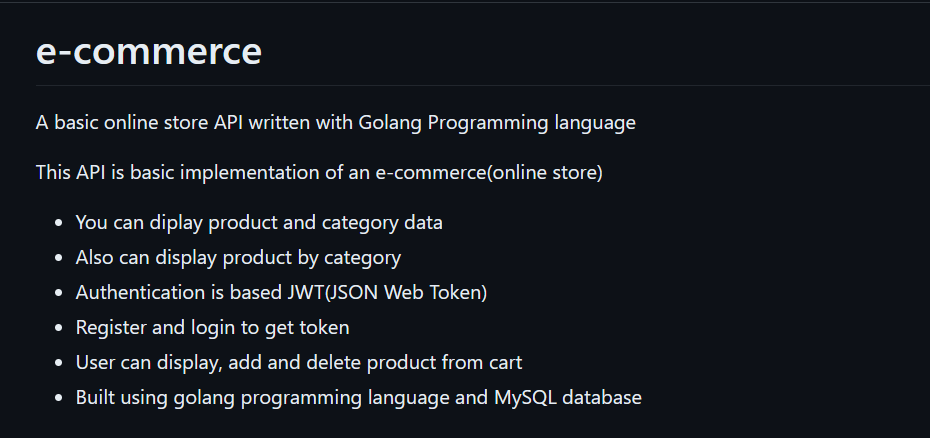 e-commerce
A basic online store API written with Golang Programming language
This API is basic implementation of an e-commerce(online store)
• You can diplay product and category data
• Also can display product by category
• Authentication is based JWT(JSON Web Token)
• Register and login to get token
• User can display, add and delete product from cart
• Built using golang programming language and MySQL database